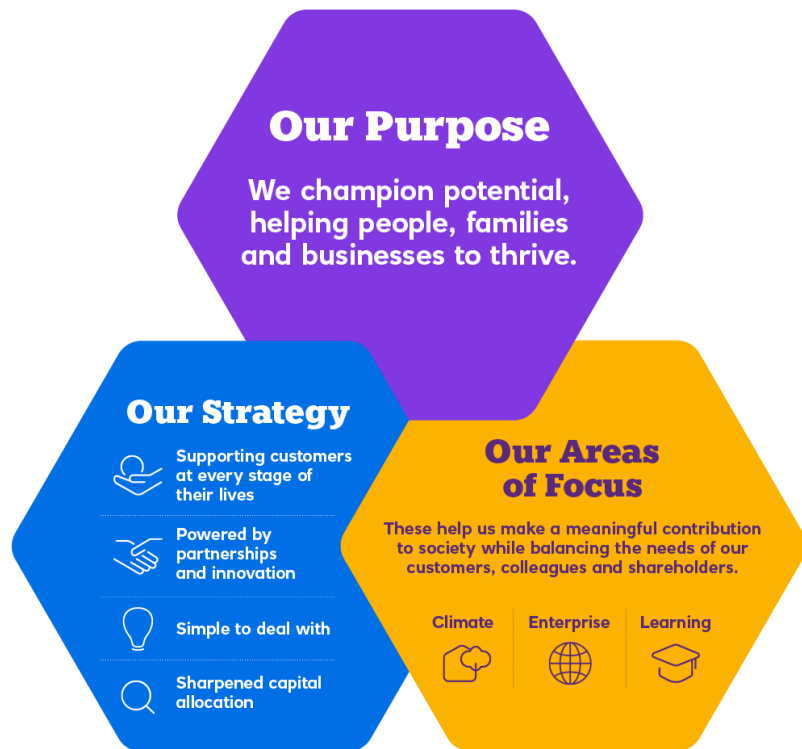 Our Purpose
We champion potential,
helping people, families
and businesses to thrive.
Our Strategy
Supporting customers
at every stage of
their lives
Powered by
partnerships
and innovation
Simple to deal with
Sharpened capital
allocation
Our Areas
of Focus
These help us make a meaningful contribution
to society while balancing the needs of our
customers, colleagues and shareholders.
Climate Enterprise Learning